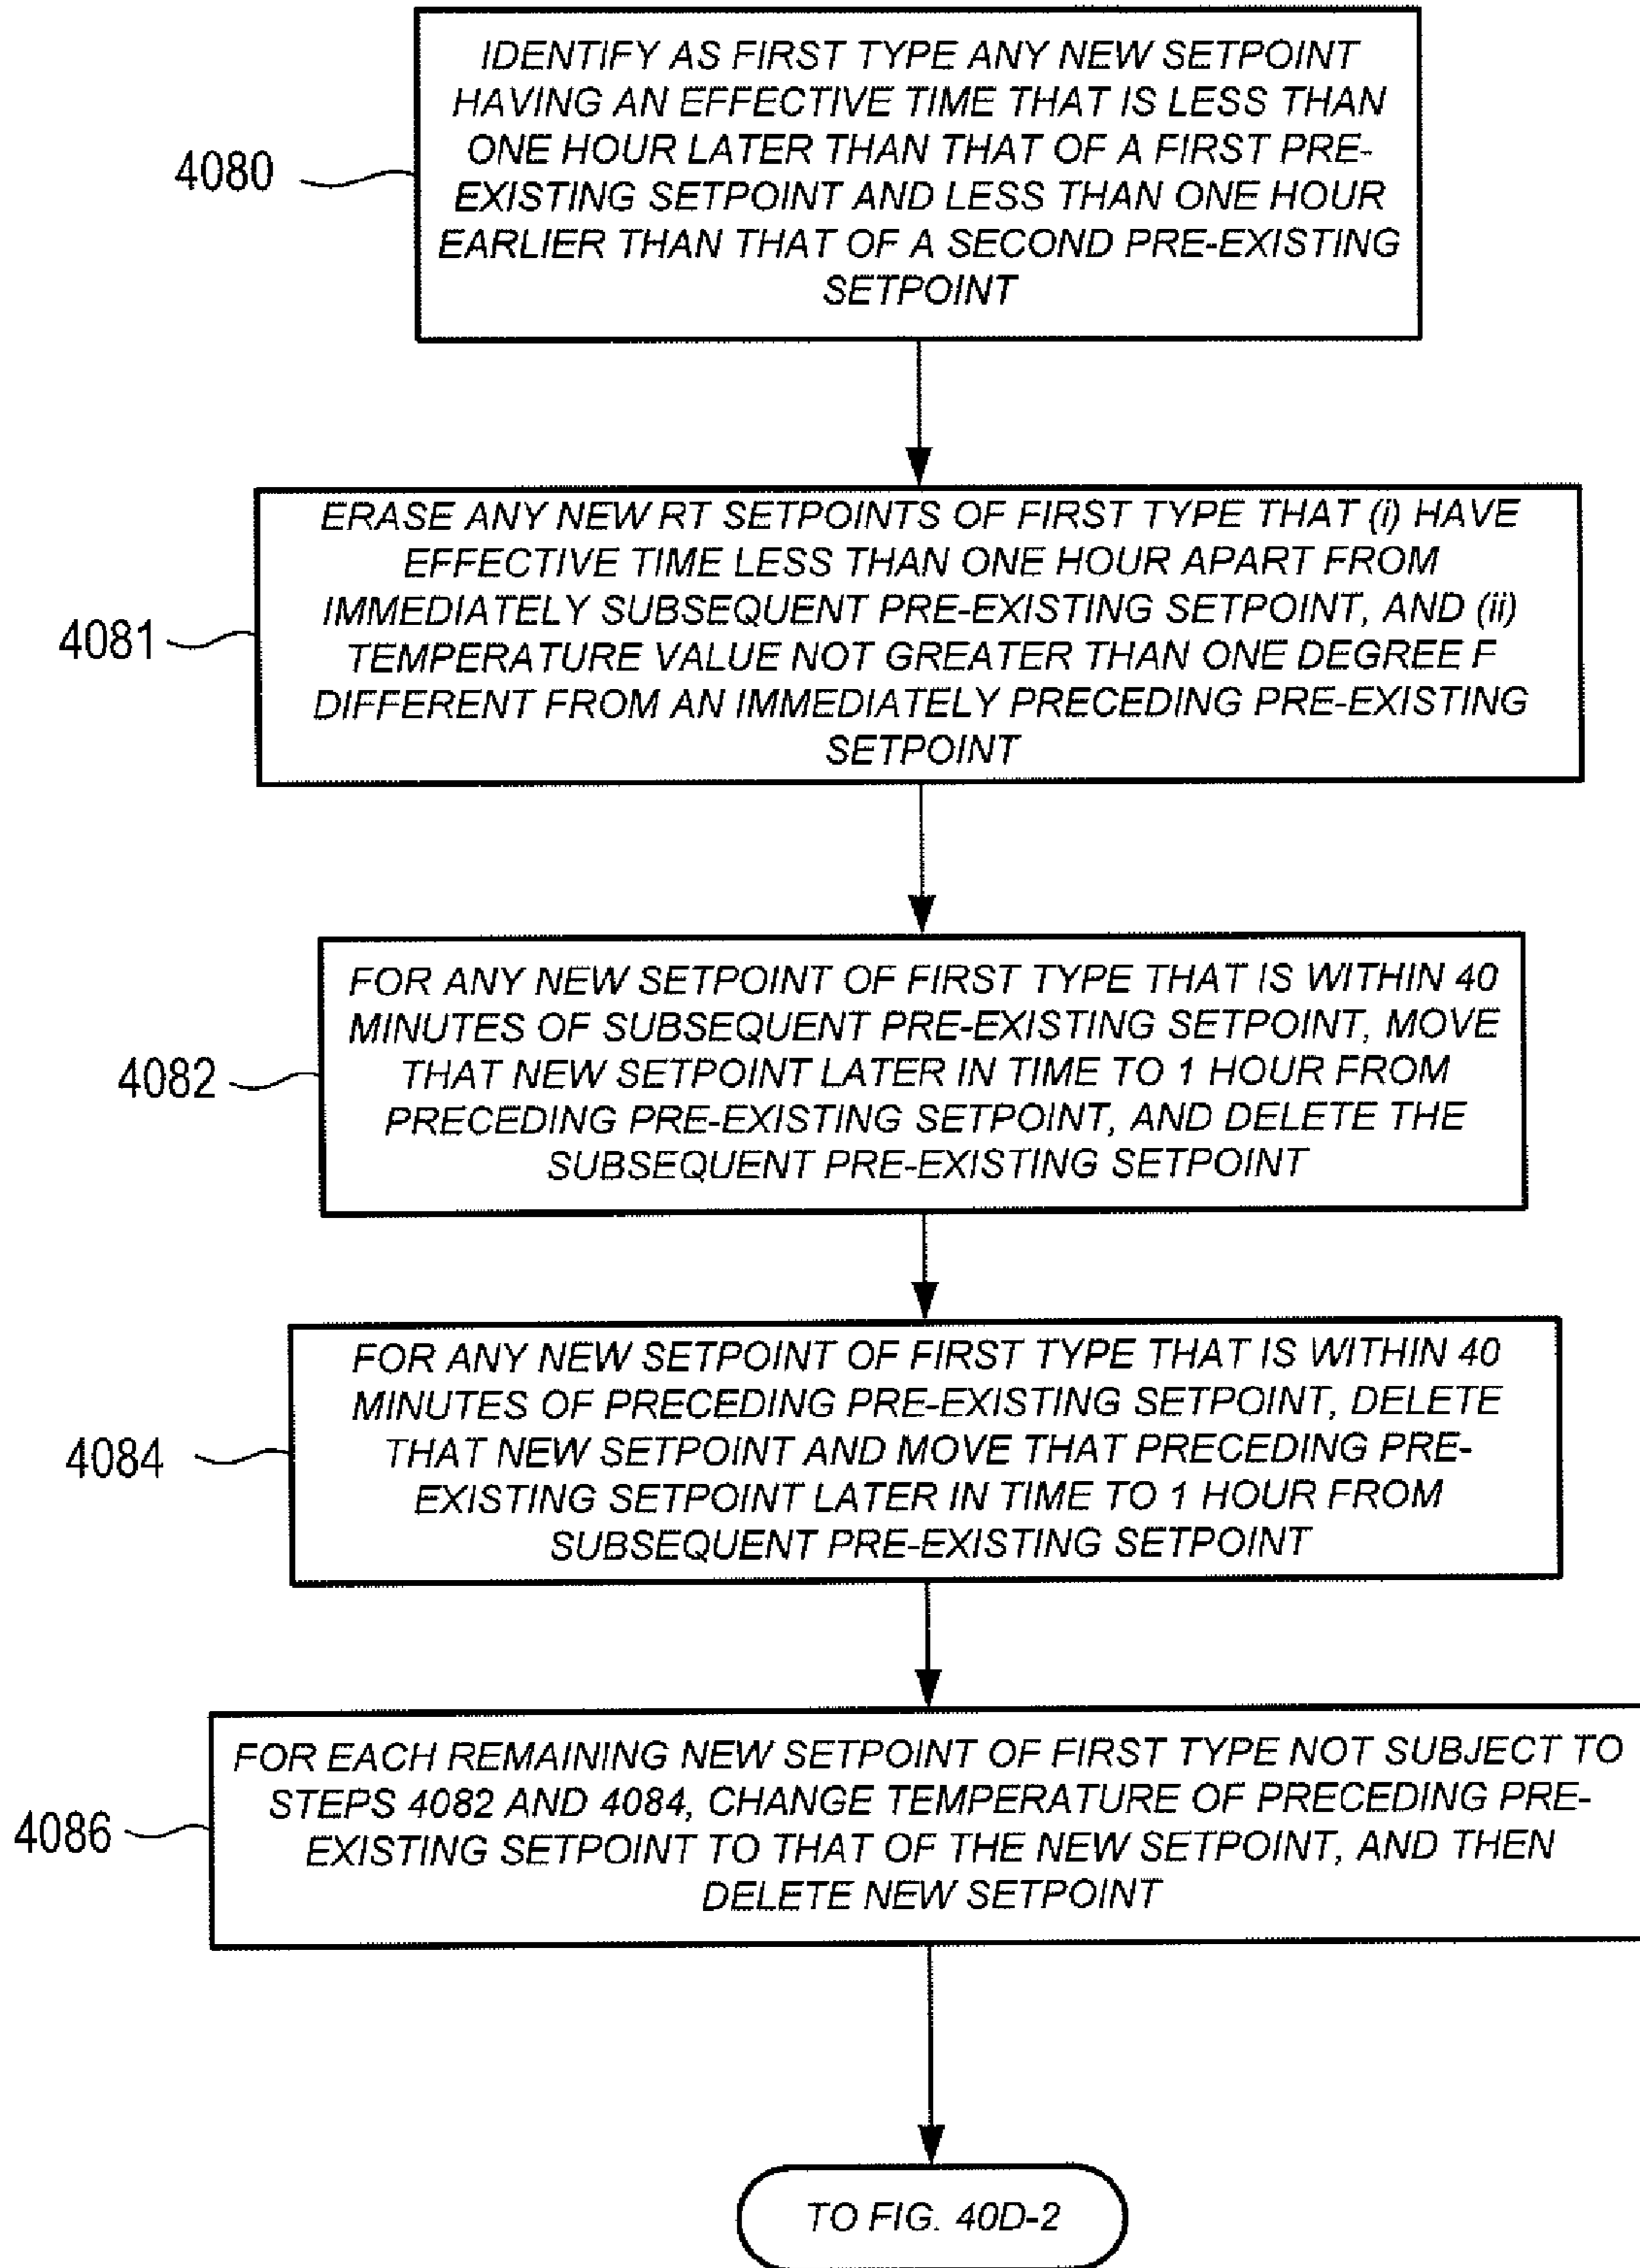 4080
IDENTIFY AS FIRST TYPE ANY NEW SETPOINT
HAVING AN EFFECTIVE TIME THAT IS LESS THAN
ONE HOUR LATER THAN THAT OF A FIRST PRE-
EXISTING SETPOINT AND LESS THAN ONE HOUR
EARLIER THAN THAT OF A SECOND PRE-EXISTING
SETPOINT
4081
ERASE ANY NEW RT SETPOINTS OF FIRST TYPE THAT (i) HAVE
EFFECTIVE TIME LESS THAN ONE HOUR APART FROM
IMMEDIATELY SUBSEQUENT PRE-EXISTING SETPOINT, AND (ii)
TEMPERATURE VALUE NOT GREATER THAN ONE DEGREE F
DIFFERENT FROM AN IMMEDIATELY PRECEDING PRE-EXISTING
SETPOINT
4082
FOR ANY NEW SETPOINT OF FIRST TYPE THAT IS WITHIN 40
MINUTES OF SUBSEQUENT PRE-EXISTING SETPOINT, MOVE
THAT NEW SETPOINT LATER IN TIME TO 1 HOUR FROM
PRECEDING PRE-EXISTING SETPOINT, AND DELETE THE
SUBSEQUENT PRE-EXISTING SETPOINT
4084
FOR ANY NEW SETPOINT OF FIRST TYPE THAT IS WITHIN 40
MINUTES OF PRECEDING PRE-EXISTING SETPOINT, DELETE
THAT NEW SETPOINT AND MOVE THAT PRECEDING PRE-
EXISTING SETPOINT LATER IN TIME TO 1 HOUR FROM
SUBSEQUENT PRE-EXISTING SETPOINT
4086
FOR EACH REMAINING NEW SETPOINT OF FIRST TYPE NOT SUBJECT TO
STEPS 4082 AND 4084, CHANGE TEMPERATURE OF PRECEDING PRE-
EXISTING SETPOINT TO THAT OF THE NEW SETPOINT, AND THEN
DELETE NEW SETPOINT
TO FIG. 40D-2